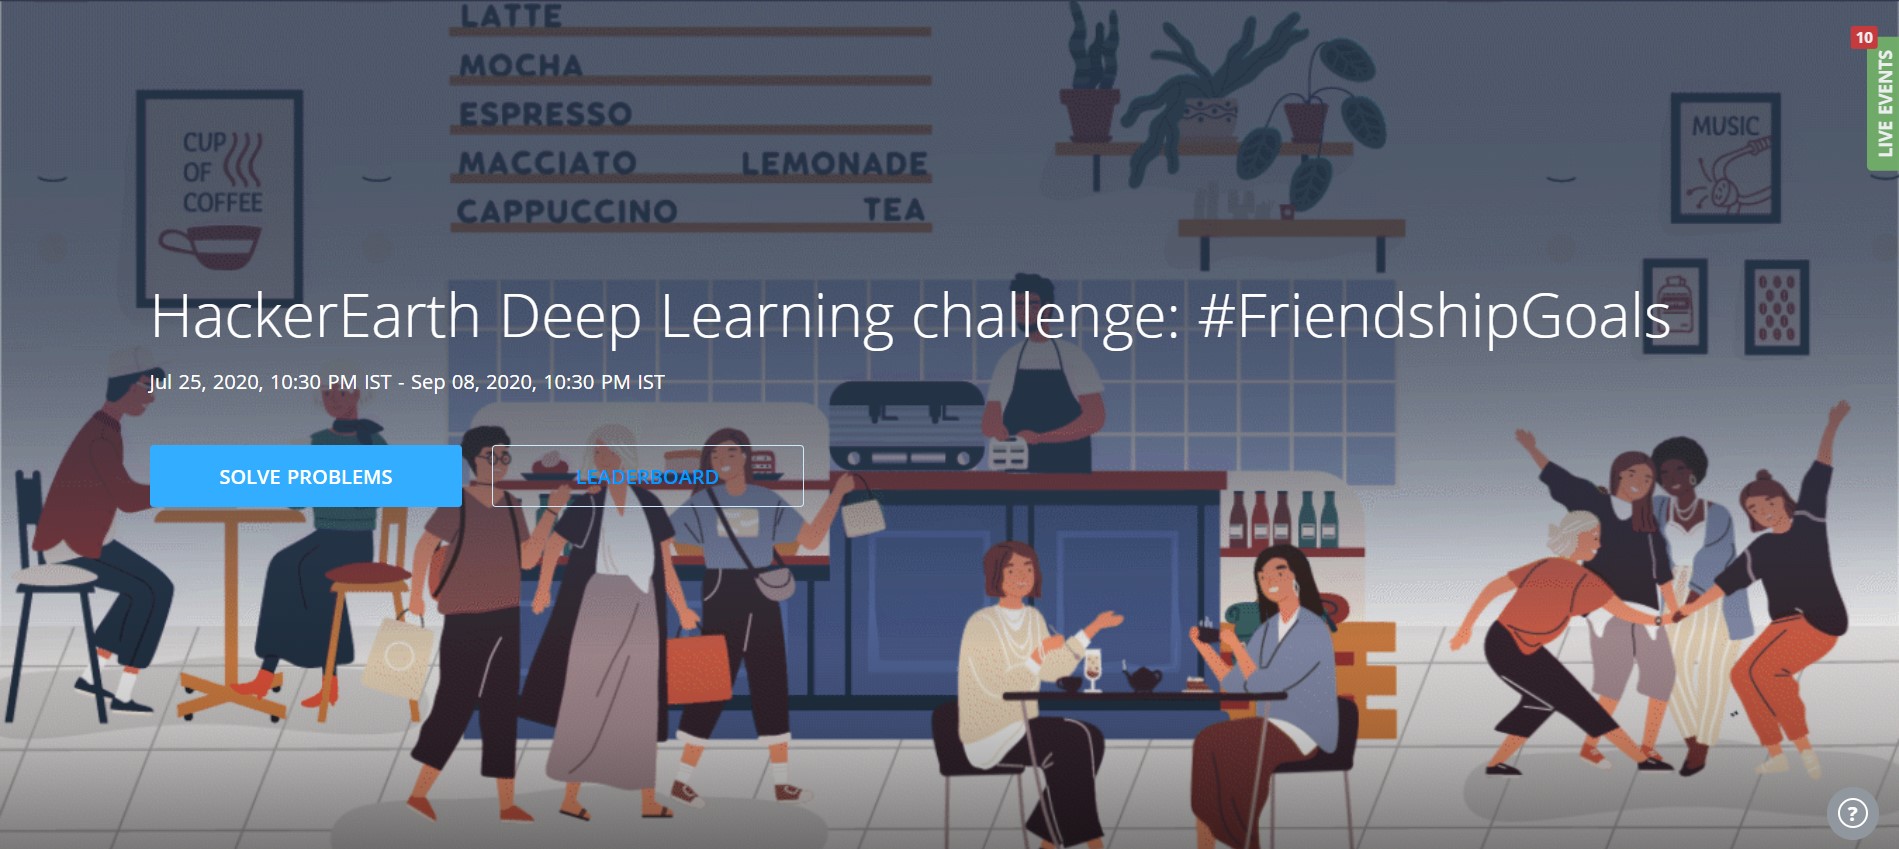 LATTE
MOCHA
ESPRESSO
MACCIATO LEMONADE
CAPPUCCINO TEA
CUP
OF
COFFEE
MUSIC
10
LIVE EVENTS
HackerEarth Deep Learning challenge: #FriendshipGoals
Jul 25, 2020, 10:30 PM IST - Sep 08, 2020, 10:30 PM IST
SOLVE PROBLEMS
LEADERBOARD
?